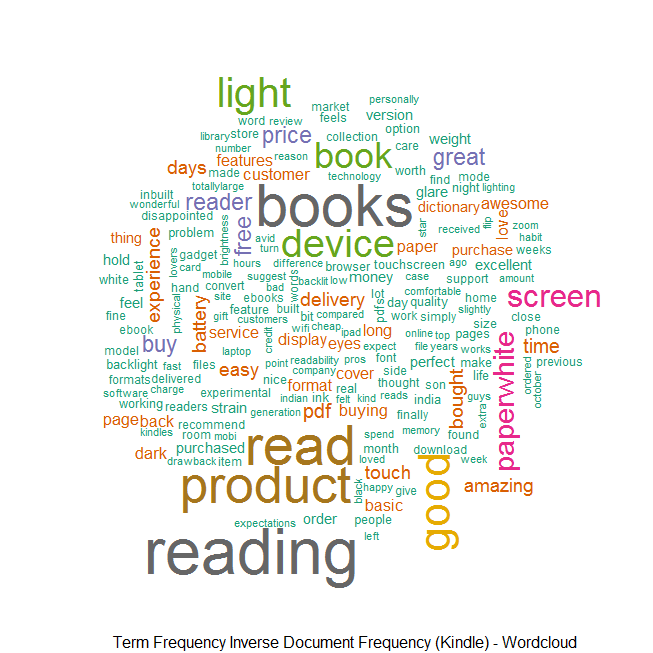 personally
light market
feels version
word review
library store price option
number collection care weight
reason book great
days features
made customer technology worth find mode
totally large glare night lighting
inbuilt reader books dictionary awesome
wonderful free star flip love
disappointed received zoom
thing experience problem brightness avid device paper purchase habit
hold lovers gadget turn weeks
white tablet card hours difference touchscreen case excellent
mobile suggest backlit low browser money support amount
feel physical hand convert bad words comfortable screen
fine battery site ebooks delivery pdfs lot day quality home
gift feature built compared slightly
ebook customers bit work simply size close
service credit wifi cheap ipad long online top pages phone
buy display eyes expect file years time
model laptop readability pros font works previous
backlight fast files easy point company side perfect make paperwhite ordered
formats delivered nice cover thought son life october
software charge experimental format real bought guys
working readers strain indian ink felt kind reads india
generation pdf buying finally extra
page back recommend
kindles room mobi read spend memory found
purchased month download
dark drawback item loved good week
product black touch
happy give amazing
basic
expectations order people
left
reading
Term Frequency Inverse Document Frequency (Kindle) - Wordcloud